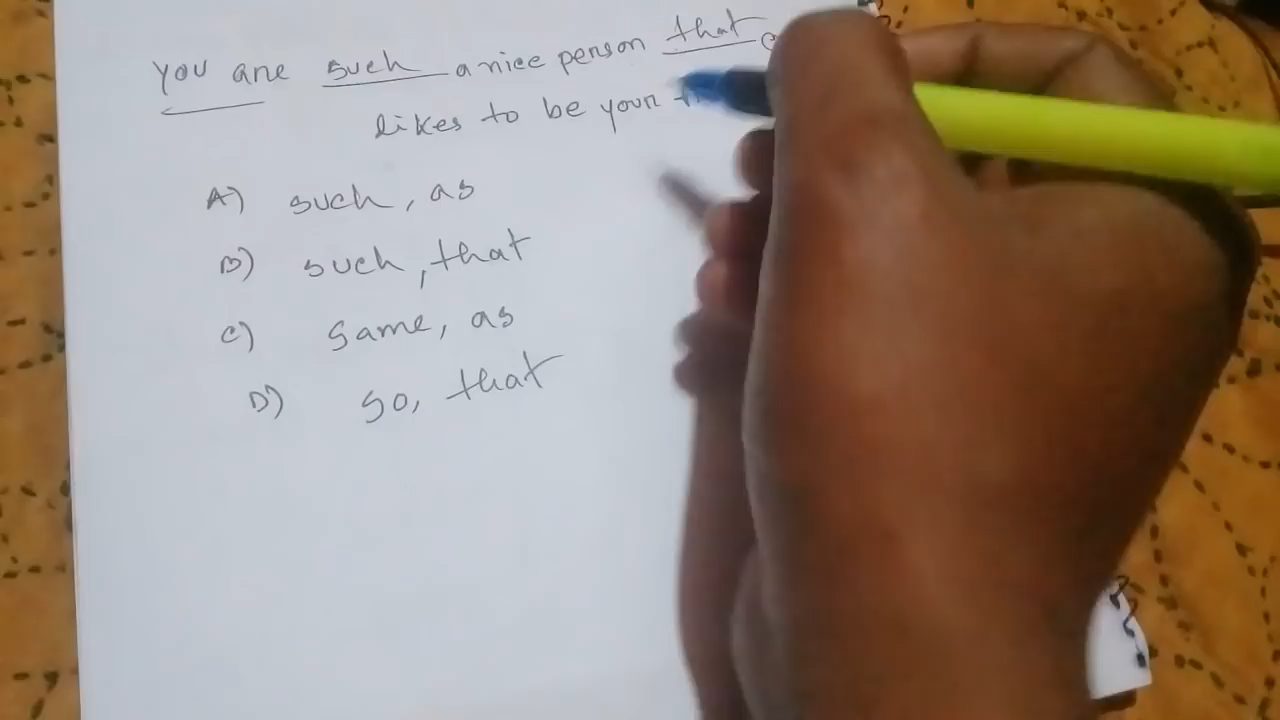 you are such a nice person that
likes to be your
A) such, as
B) such, that
C) same, as
D) so, that